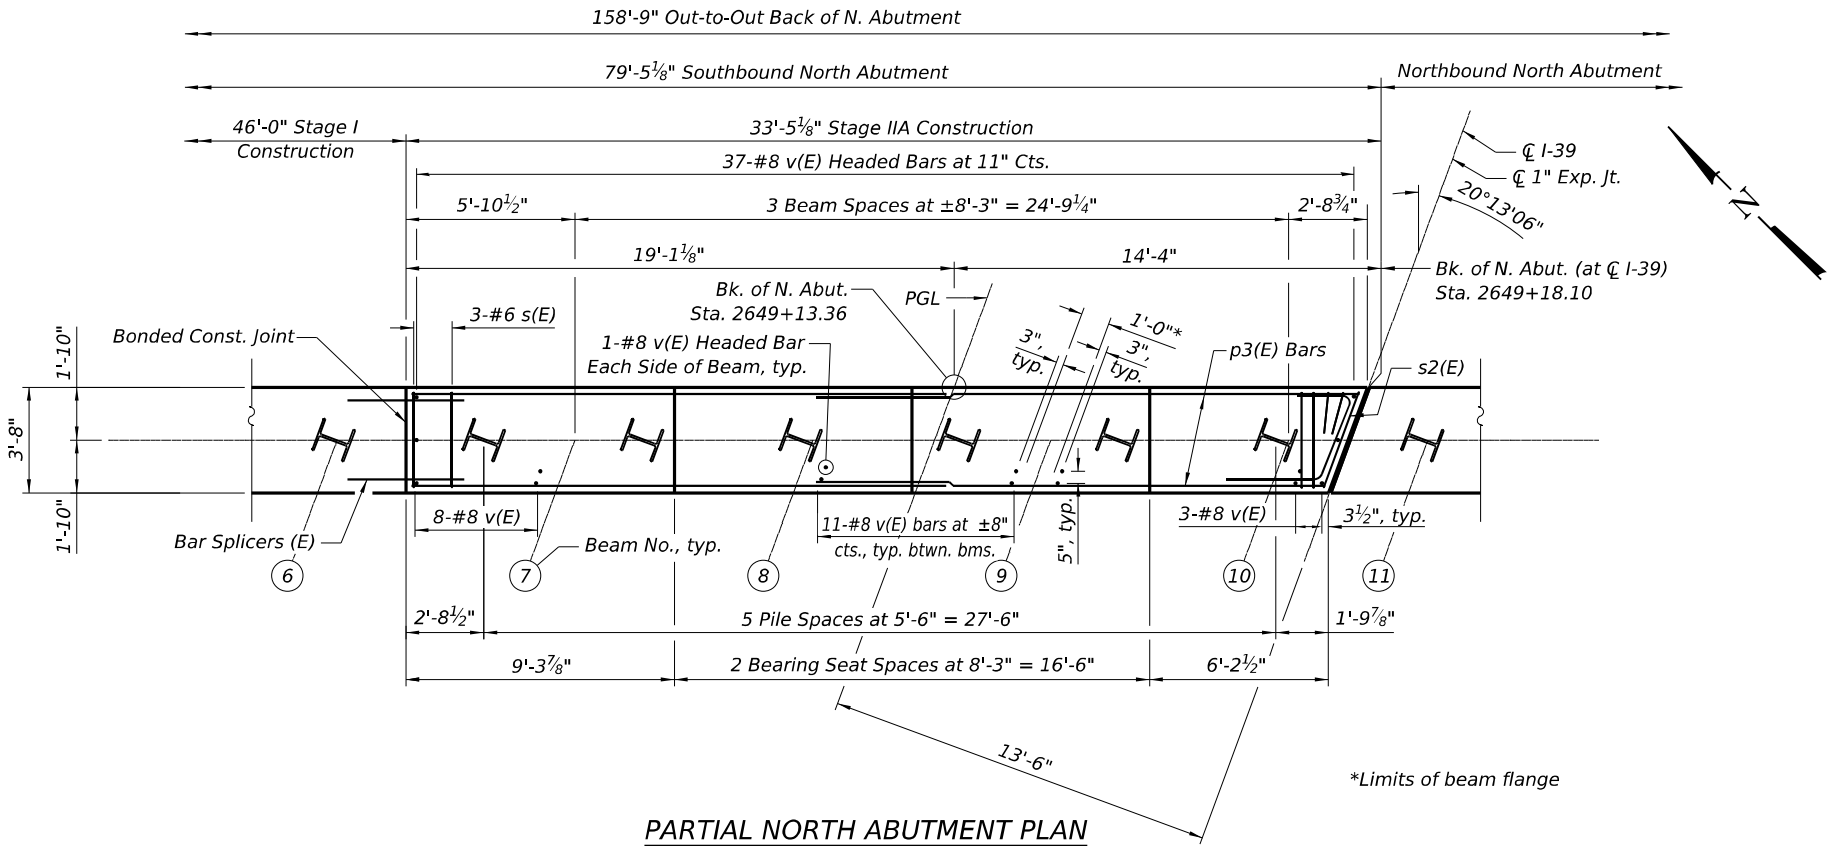 158'-9" Out-to-Out Back of N. Abutment
79'-5⅛" Southbound North Abutment
Northbound North Abutment
46'-0" Stage I
Construction
33'-5⅛" Stage IIA Construction
37-#8 v(E) Headed Bars at 11" Cts.
℄ I-39
℄ 1" Exp. Jt.
20°13'06"
N
5'-10½"
3 Beam Spaces at ±8'-3" = 24'-9¼"
2'-8¾"
19'-1⅛"
14'-4"
Bk. of N. Abut. (at ℄ I-39)
Sta. 2649+18.10
Bk. of N. Abut.
Sta. 2649+13.36
PGL
3-#6 s(E)
Bonded Const. Joint
1-#8 v(E) Headed Bar
Each Side of Beam, typ.
3",
typ.
1'-0"*
3",
typ.
p3(E) Bars
s2(E)
1'-10"
3'-8"
1'-10"
8-#8 v(E)
Bar Splicers (E)
Beam No., typ.
11-#8 v(E) bars at ±8"
cts., typ. btwn. bms.
5", typ.
3-#8 v(E)
3½", typ.
6
7
8
9
10
11
2'-8½"
5 Pile Spaces at 5'-6" = 27'-6"
1'-9⅞"
9'-3⅞"
2 Bearing Seat Spaces at 8'-3" = 16'-6"
6'-2½"
13'-6"
*Limits of beam flange
PARTIAL NORTH ABUTMENT PLAN